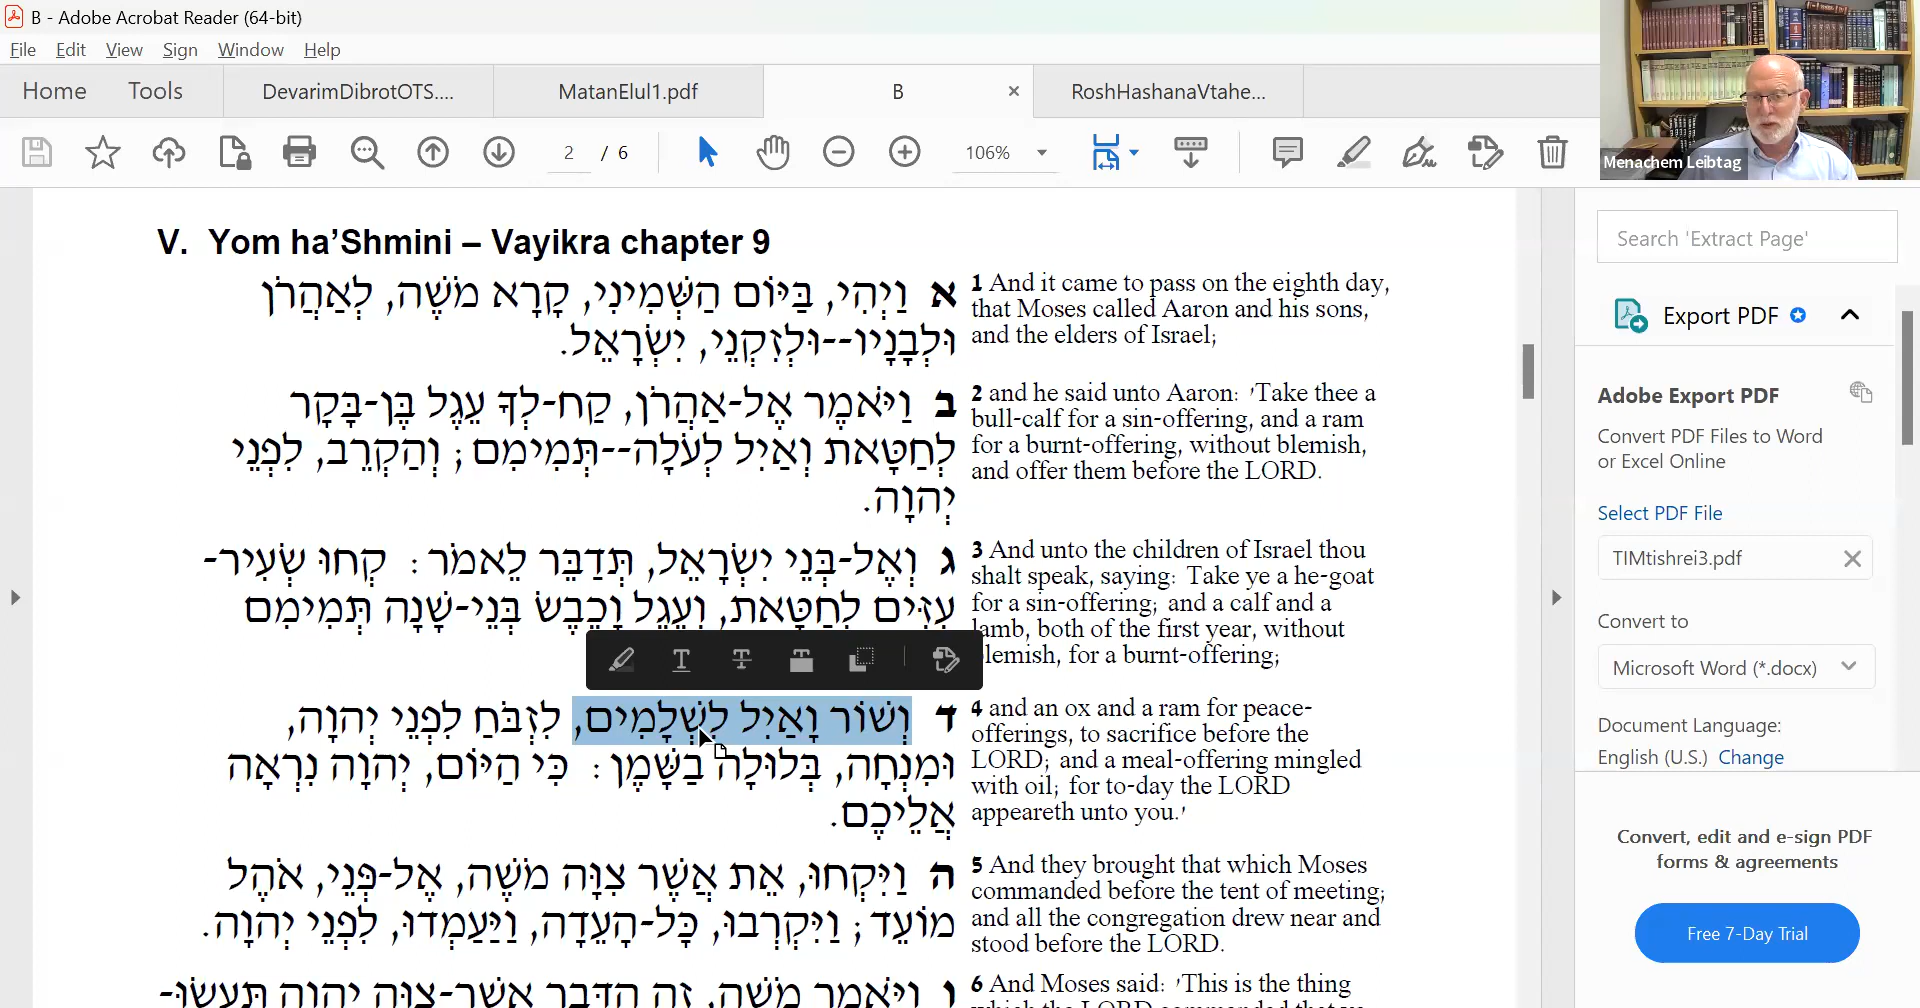 B - Adobe Acrobat Reader (64-bit)
File Edit View Sign Window Help
Home Tools DevarimDibrotOTS.... MatanElul1.pdf B × RoshHashanaVtahe...
2 / 6 106%
Menachem Leibtag
V. Yom ha’Shmini – Vayikra chapter 9
א וַיְהִי, בַּיּוֹם הַשְּׁמִינִי, קָרָא מֹשֶׁה, לְאַהֲרֹן
וּלְבָנָיו--וּלְזִקְנֵי, יִשְׂרָאֵל.
1 And it came to pass on the eighth day,
that Moses called Aaron and his sons,
and the elders of Israel;
ב וַיֹּאמֶר אֶל-אַהֲרֹן, קַח-לְךָ עֵגֶל בֶּן-בָּקָר
לְחַטָּאת וְאַיִל לְעֹלָה--תְּמִימִם; וְהַקְרֵב, לִפְנֵי
יְהוָה.
2 and he said unto Aaron: 'Take thee a
bull-calf for a sin-offering, and a ram
for a burnt-offering, without blemish,
and offer them before the LORD.
ג וְאֶל-בְּנֵי יִשְׂרָאֵל, תְּדַבֵּר לֵאמֹר: קְחוּ שְׂעִיר-
עִזִּים לְחַטָּאת, וְעֵגֶל וָכֶבֶשׂ בְּנֵי-שָׁנָה תְּמִימִם
3 And unto the children of Israel thou
shalt speak, saying: Take ye a he-goat
for a sin-offering; and a calf and a
lamb, both of the first year, without
blemish, for a burnt-offering;
ד וְשׁוֹר וָאַיִל לִשְׁלָמִים, לִזְבֹּחַ לִפְנֵי יְהוָה,
וּמִנְחָה, בְּלוּלָה בַשָּׁמֶן: כִּי הַיּוֹם, יְהוָה נִרְאָה
אֲלֵיכֶם.
4 and an ox and a ram for peace-
offerings, to sacrifice before the
LORD; and a meal-offering mingled
with oil; for to-day the LORD
appeareth unto you.'
ה וַיִּקְחוּ, אֵת אֲשֶׁר צִוָּה מֹשֶׁה, אֶל-פְּנֵי, אֹהֶל
מוֹעֵד; וַיִּקְרְבוּ, כָּל-הָעֵדָה, וַיַּעַמְדוּ, לִפְנֵי יְהוָה.
5 And they brought that which Moses
commanded before the tent of meeting;
and all the congregation drew near and
stood before the LORD.
ו וַיֹּאמֶר מֹשֶׁה, זֶה הַדָּבָר אֲשֶׁר-צִוָּה יְהוָה תַּעֲשׂוּ-
6 And Moses said: 'This is the thing
which the LORD commanded that ye
Search 'Extract Page'
Export PDF
Adobe Export PDF
Convert PDF Files to Word
or Excel Online
Select PDF File
TIMtishrei3.pdf
Convert to
Microsoft Word (*.docx)
Document Language:
English (U.S.) Change
Convert, edit and e-sign PDF
forms & agreements
Free 7-Day Trial